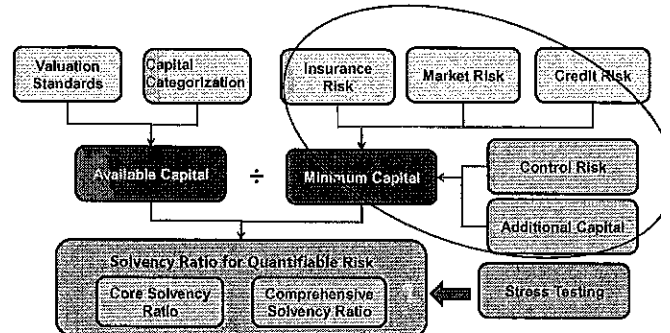 Valuation
Standards
Capital
Categorization
Insurance
Risk
Market Risk
Credit Risk
Available Capital
÷
Minimum Capital
Control Risk
Additional Capital
Solvency Ratio for Quantifiable Risk
Core Solvency
Ratio
Comprehensive
Solvency Ratio
Stress Testing